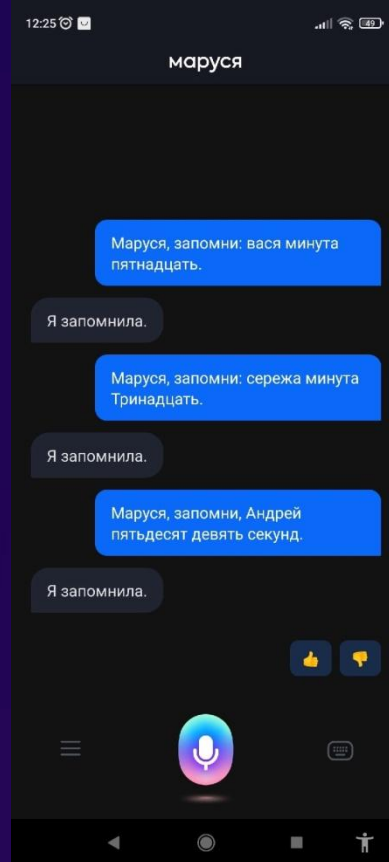 12:25
49
маруся
Маруся, запомни: вася минута
пятнадцать.
Я запомнила.
Маруся, запомни: сережа минута
Тринадцать.
Я запомнила.
Маруся, запомни, Андрей
пятьдесят девять секунд.
Я запомнила.